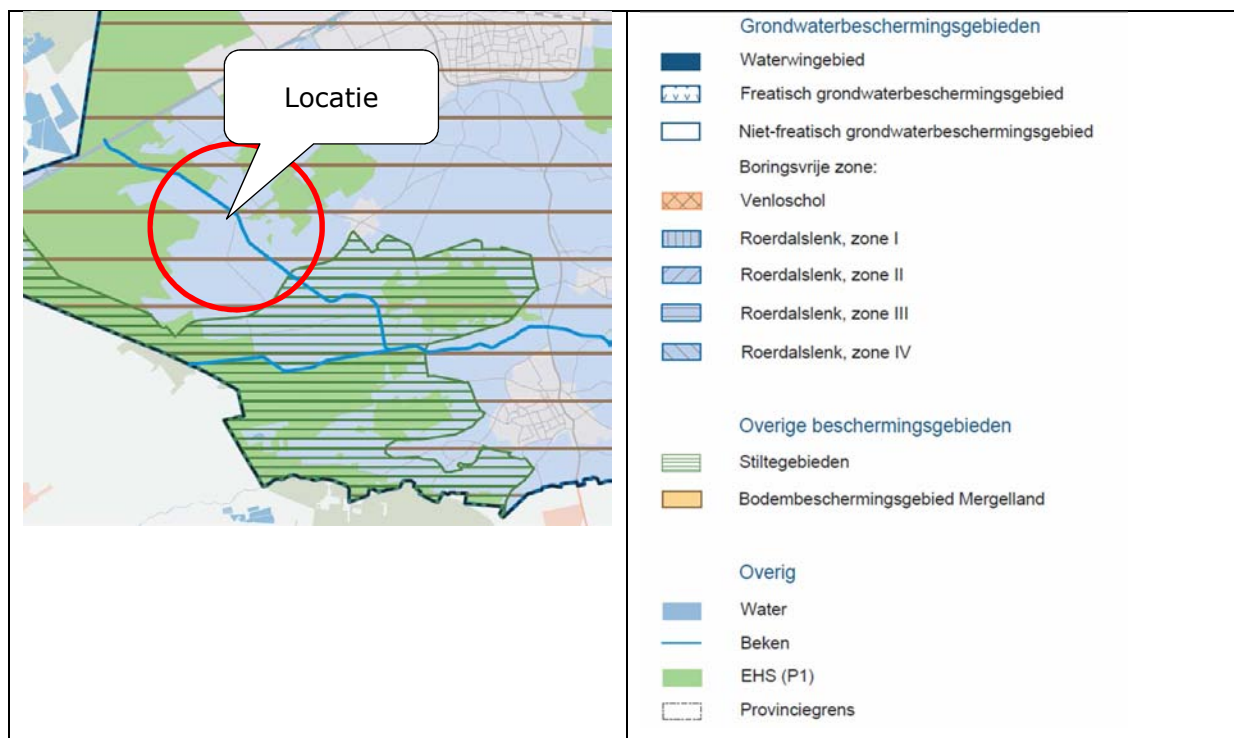 Locatie
Grondwaterbeschermingsgebieden
Waterwingebied
Freatisch grondwaterbeschermingsgebied
Niet-freatisch grondwaterbeschermingsgebied
Boringsvrije zone:
Venloschol
Roerdalslenk, zone I
Roerdalslenk, zone II
Roerdalslenk, zone III
Roerdalslenk, zone IV
Overige beschermingsgebieden
Stiltegebieden
Bodembeschermingsgebied Mergelland
Overig
Water
Beken
EHS (P1)
Provinciegrens